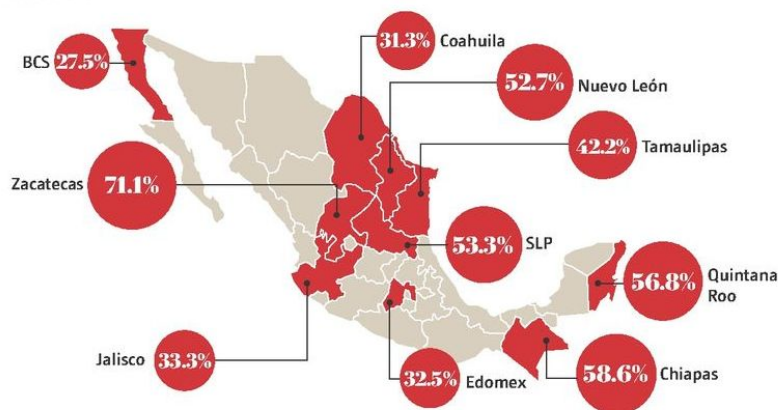 31.3% Coahuila
BCS 27.5%
52.7% Nuevo León
42.2% Tamaulipas
Zacatecas 71.1%
53.3% SLP
56.8% Quintana
Roo
Jalisco 33.3%
32.5% Edomex
58.6% Chiapas